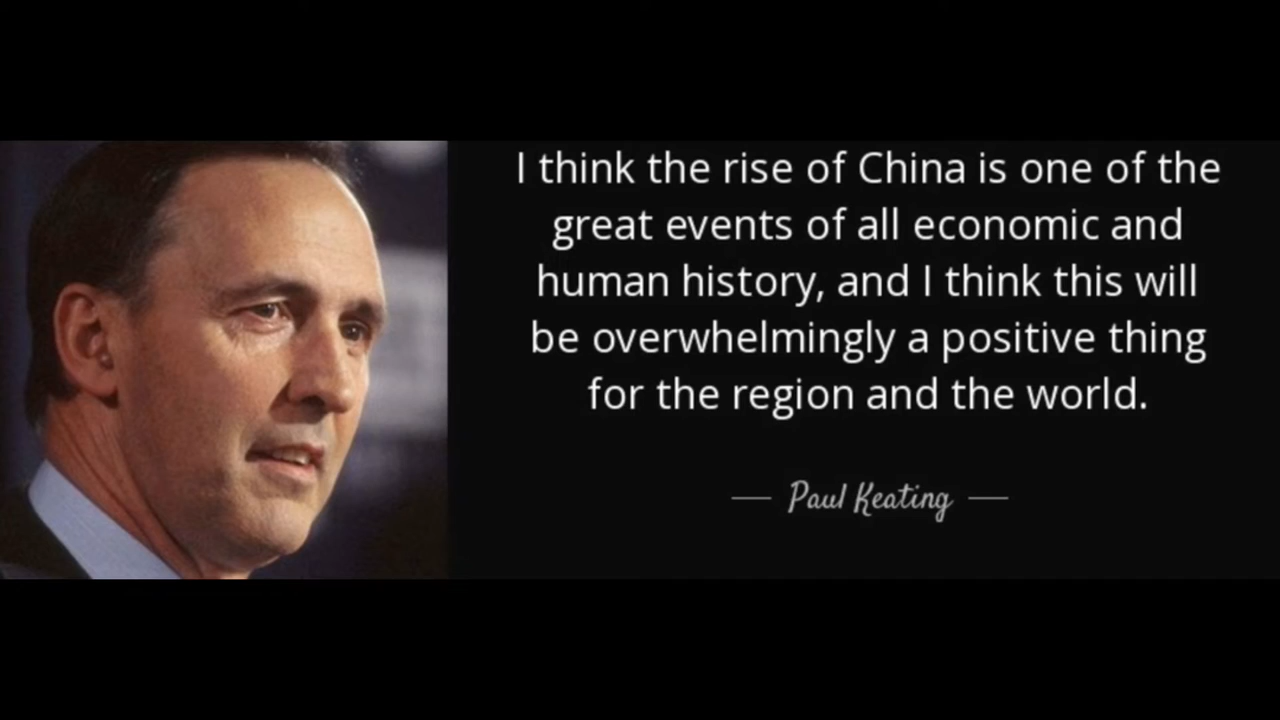 I think the rise of China is one of the
great events of all economic and
human history, and I think this will
be overwhelmingly a positive thing
for the region and the world.
Paul Keating